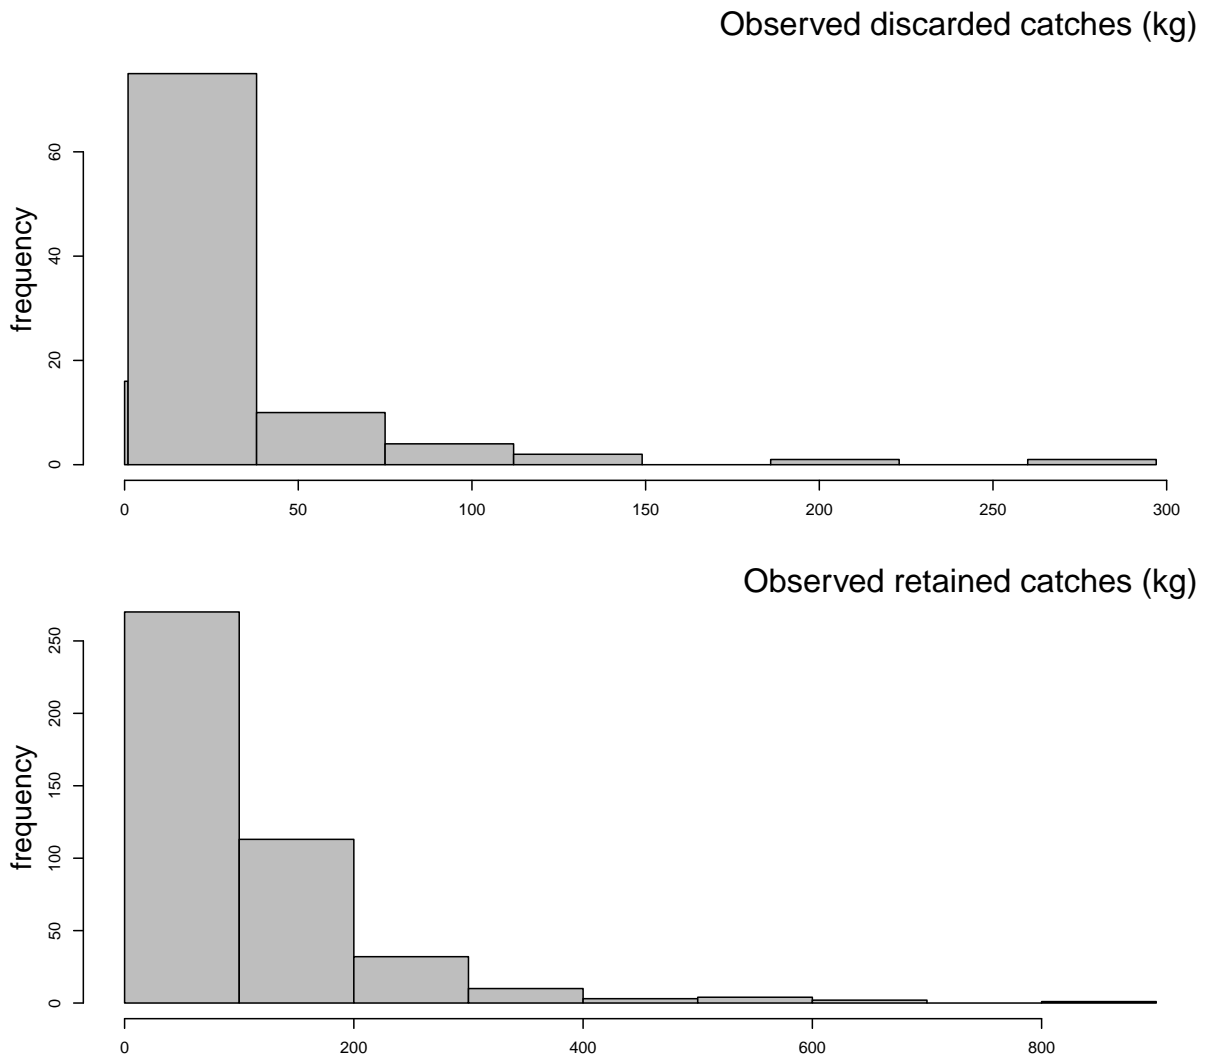 Observed discarded catches (kg)
frequency
60
40
20
0
0 50 100 150 200 250 300
Observed retained catches (kg)
frequency
250
200
150
100
50
0
0 200 400 600 800